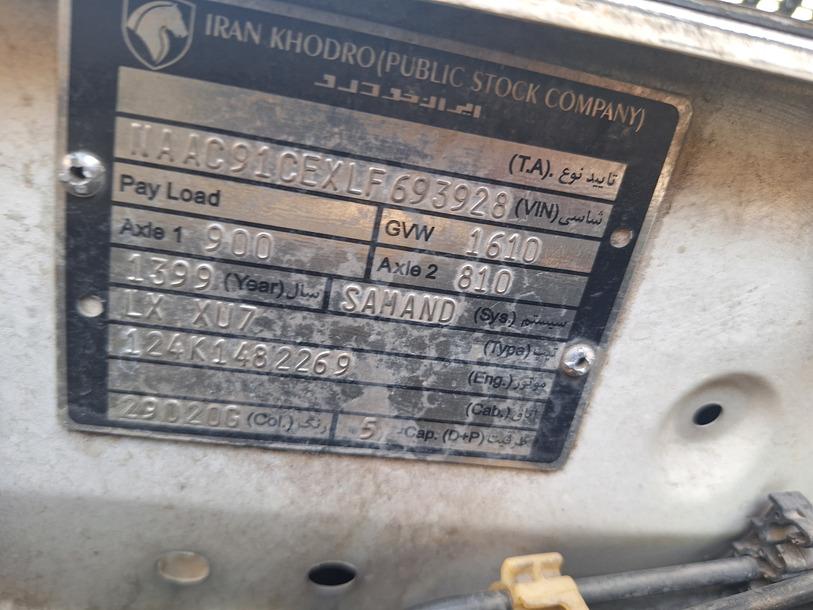 IRAN KHODRO (PUBLIC STOCK COMPANY)
ایران خودرو
تایید نوع (T.A.)
NAAC91CEXLF693928 شاسی (VIN)
Pay Load GVW 1610
Axle 1 900 Axle 2 810
1399 سال (Year) SAMAND سیستم (Sys.)
LX XU7 تیپ (Type)
124K1482269 موتور (Eng.)
اتاق (Cab.)
29D20G رنگ (Col.) 5 ظرفیت Cap. (D+P)